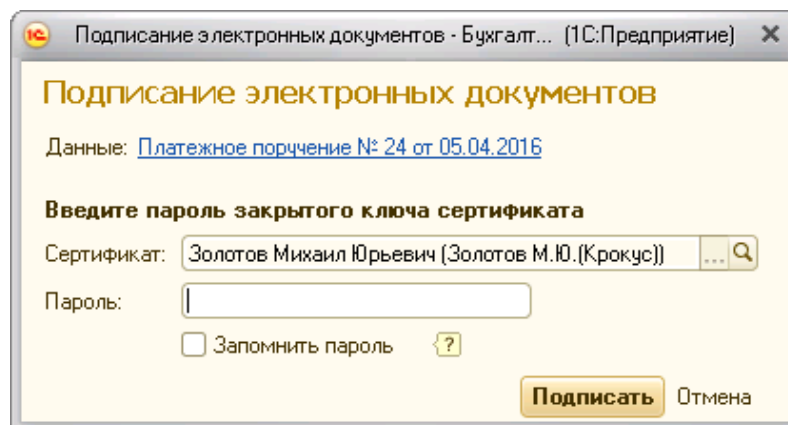 1С Подписание электронных документов - Бухгалт... (1С:Предприятие)
Подписание электронных документов
Данные: Платежное поручение № 24 от 05.04.2016
Введите пароль закрытого ключа сертификата
Сертификат: Золотов Михаил Юрьевич (Золотов М.Ю.(Крокус)) ...
Пароль:
Запомнить пароль ?
Подписать Отмена